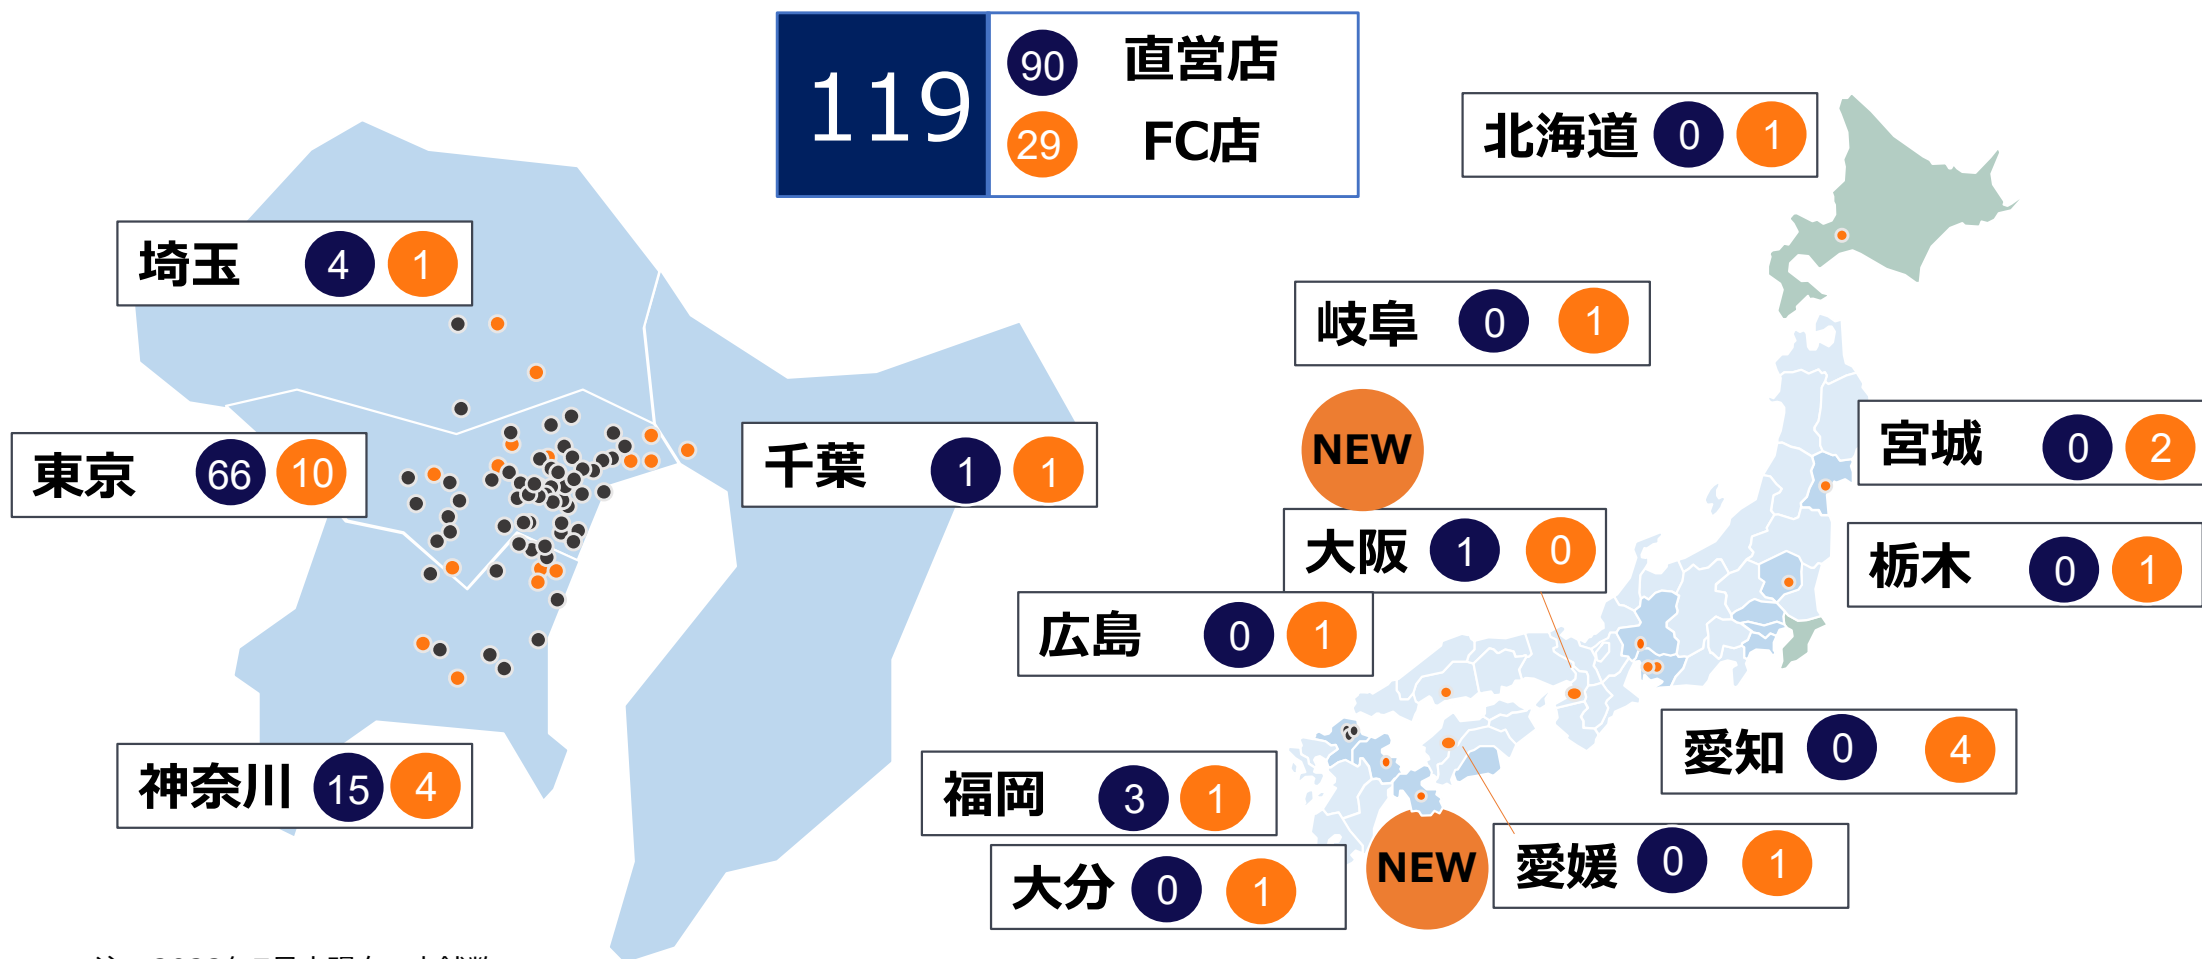 119
90 直営店
29 FC店
北海道 0 1
埼玉 4 1
岐阜 0 1
NEW
宮城 0 2
東京 66 10
千葉 1 1
大阪 1 0
栃木 0 1
広島 0 1
愛知 0 4
神奈川 15 4
福岡 3 1
NEW
愛媛 0 1
大分 0 1